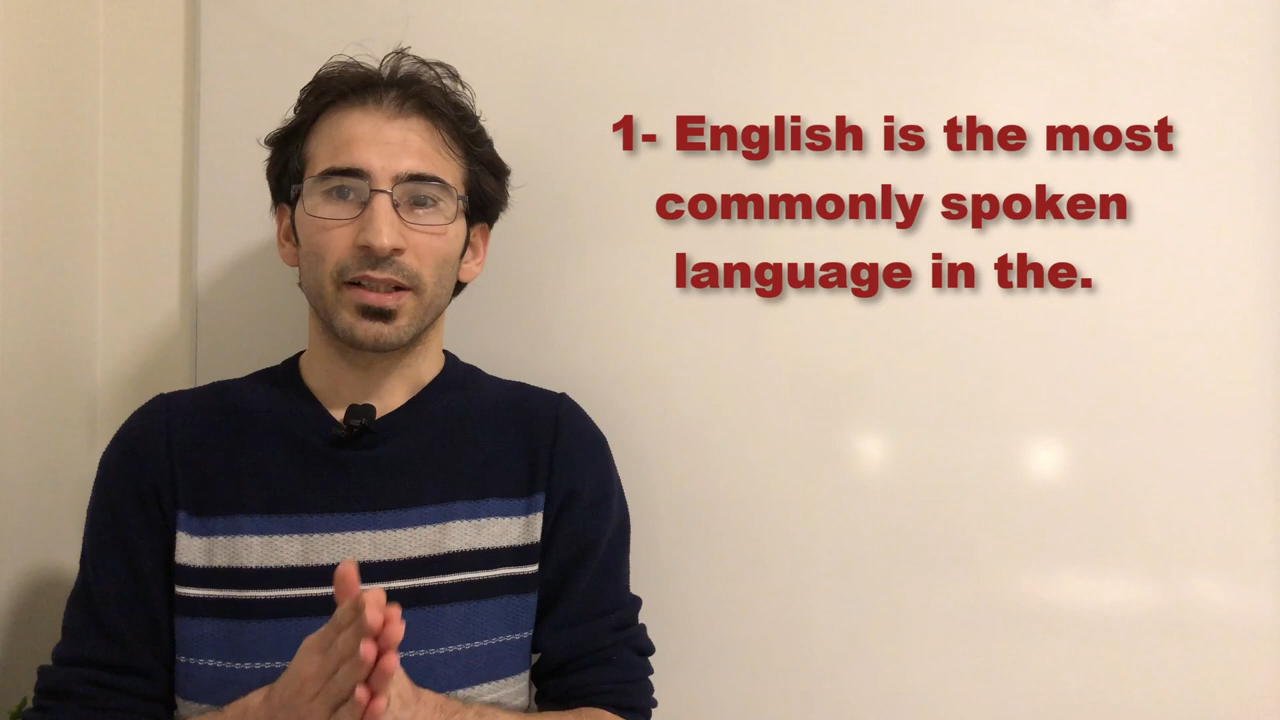 1- English is the most
commonly spoken
language in the.